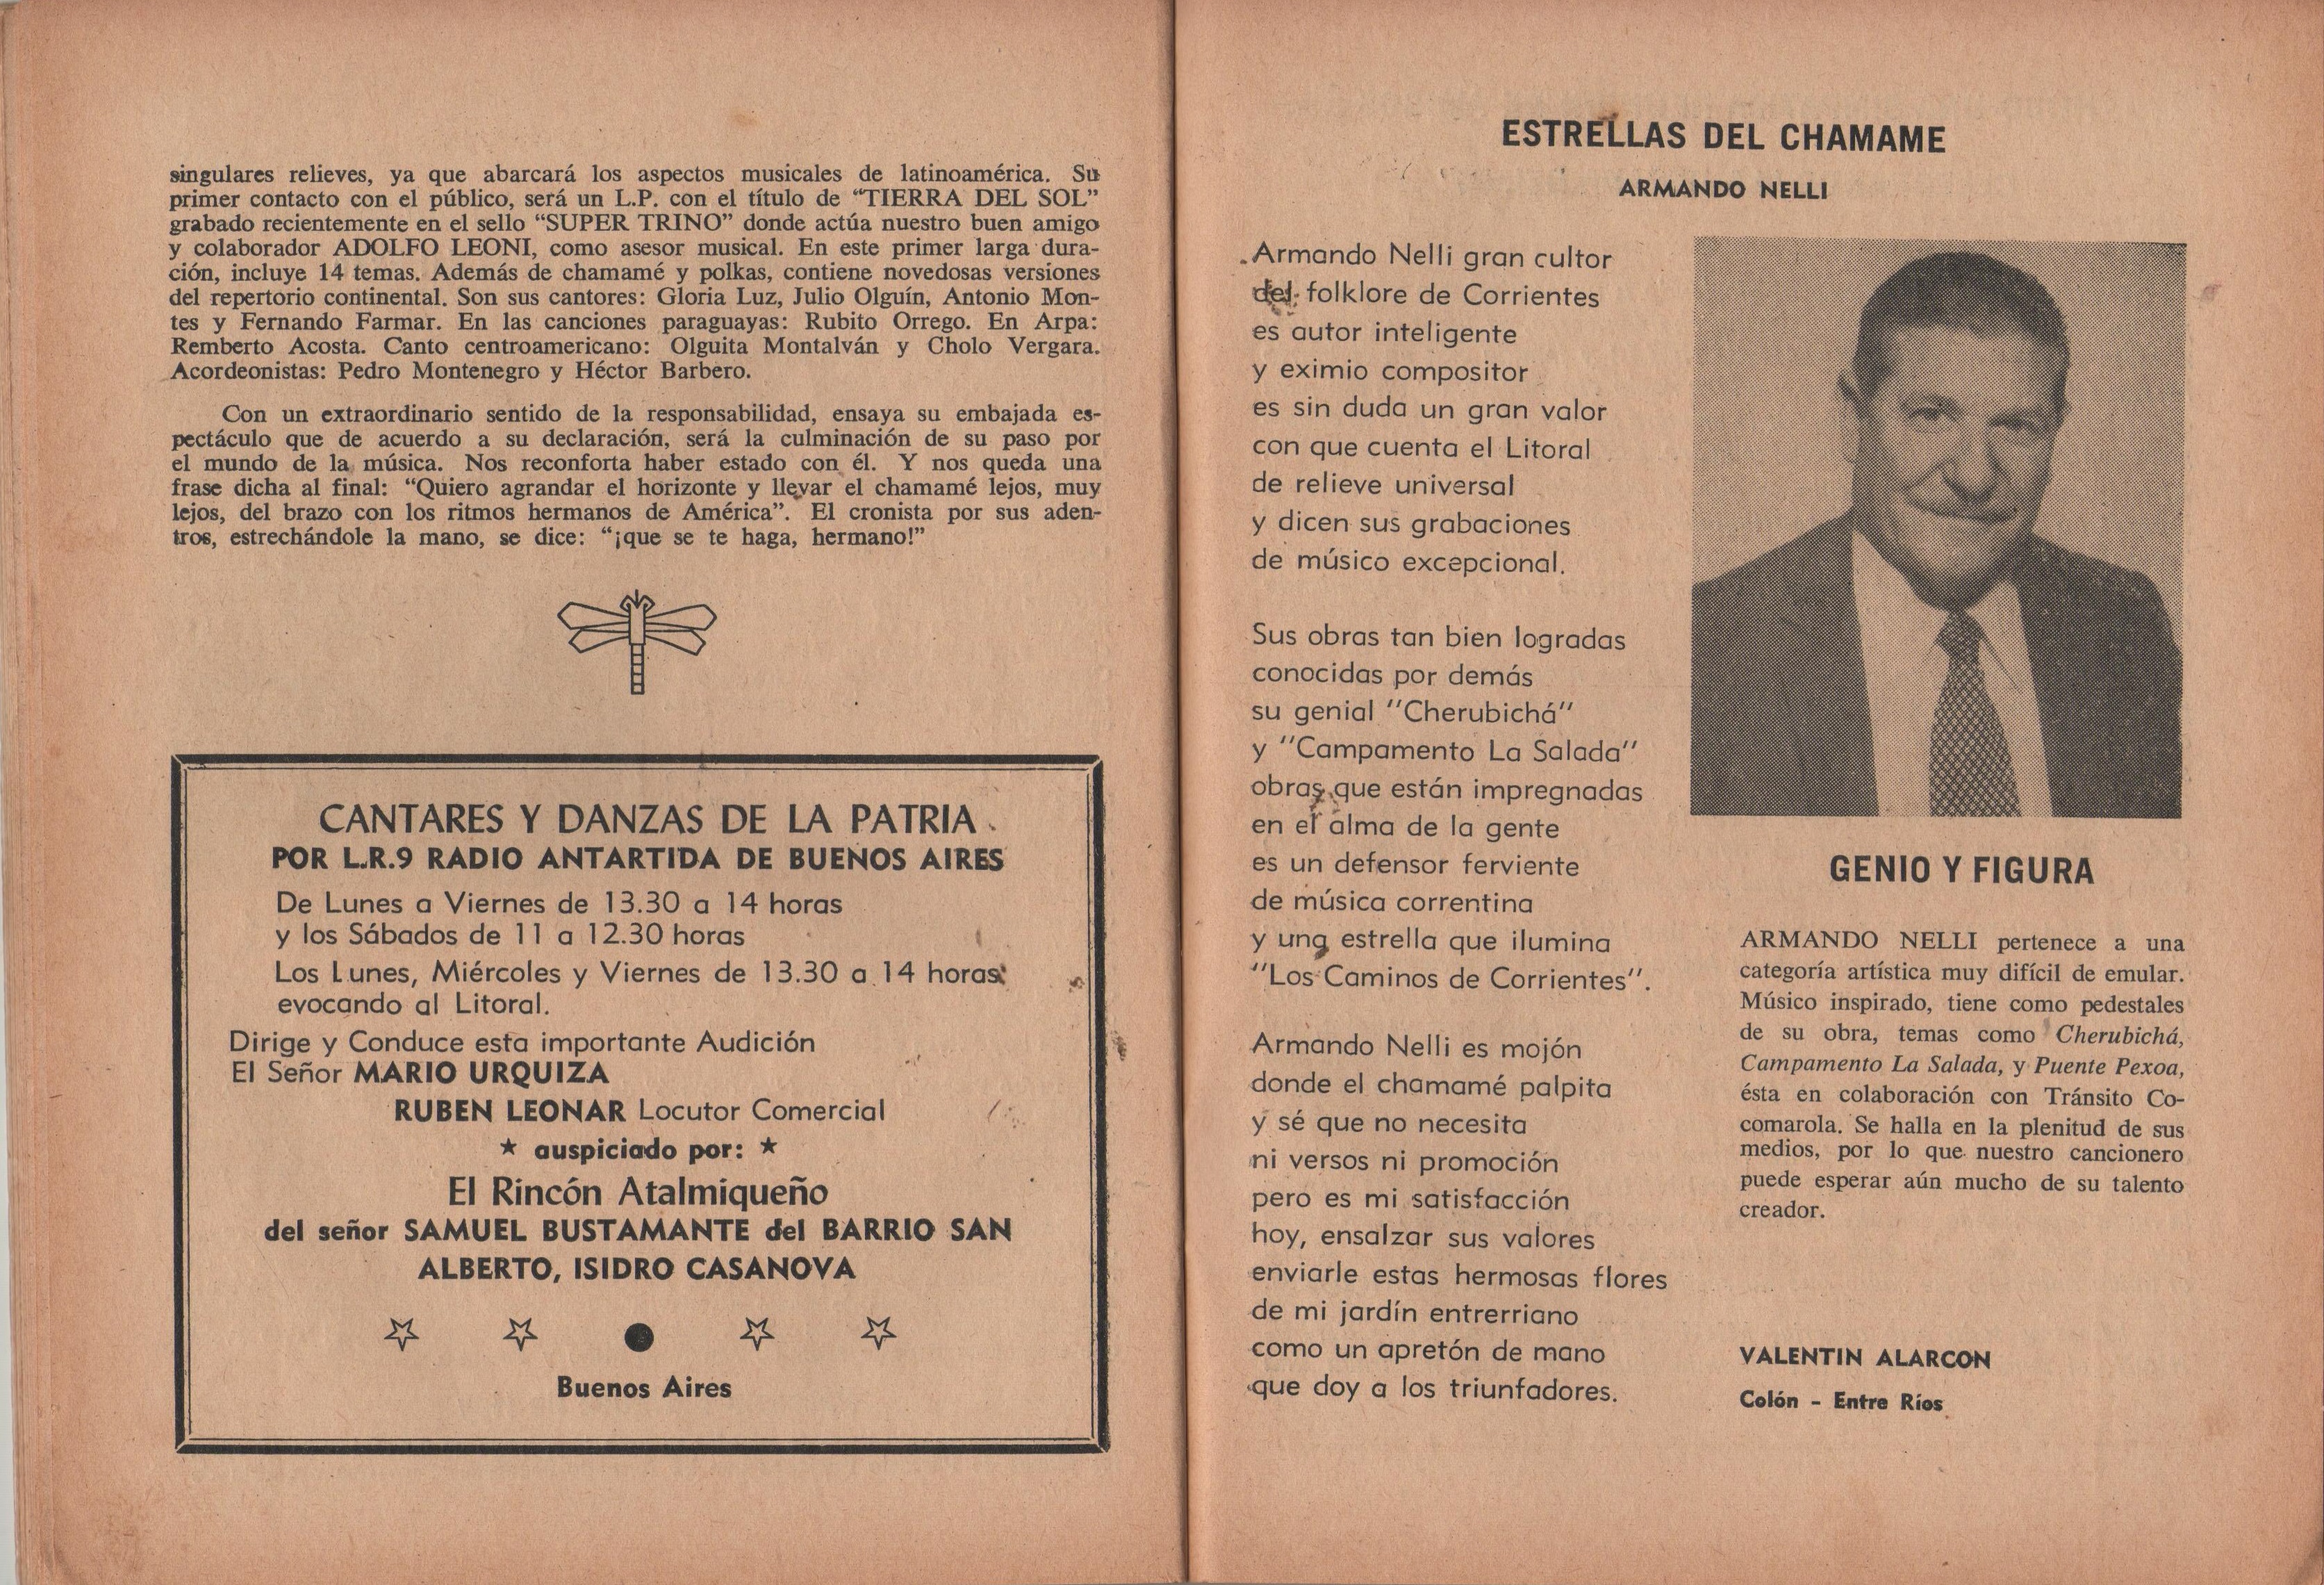 singulares relieves, ya que abarcará los aspectos musicales de latinoamérica. Su
primer contacto con el público, será un L.P. con el título de “TIERRA DEL SOL”
grabado recientemente en el sello “SUPER TRINO” donde actúa nuestro buen amigo
y colaborador ADOLFO LEONI, como asesor musical. En este primer larga dura-
ción, incluye 14 temas. Además de chamamé y polkas, contiene novedosas versiones
del repertorio continental. Son sus cantores: Gloria Luz, Julio Olguín, Antonio Mon-
tes y Fernando Farmar. En las canciones paraguayas: Rubito Orrego. En Arpa:
Remberto Acosta. Canto centroamericano: Olguita Montalván y Cholo Vergara.
Acordeonistas: Pedro Montenegro y Héctor Barbero.
Con un extraordinario sentido de la responsabilidad, ensaya su embajada es-
pectáculo que de acuerdo a su declaración, será la culminación de su paso por
el mundo de la música. Nos reconforta haber estado con él. Y nos queda una
frase dicha al final: “Quiero agrandar el horizonte y llevar el chamamé lejos, muy
lejos, del brazo con los ritmos hermanos de América”. El cronista por sus aden-
tros, estrechándole la mano, se dice: “¡que se te haga, hermano!”
CANTARES Y DANZAS DE LA PATRIA
POR L.R.9 RADIO ANTARTIDA DE BUENOS AIRES
De Lunes a Viernes de 13.30 a 14 horas
y los Sábados de 11 a 12.30 horas
Los Lunes, Miércoles y Viernes de 13.30 a 14 horas
evocando al Litoral.
Dirige y Conduce esta importante Audición
El Señor MARIO URQUIZA
RUBEN LEONAR Locutor Comercial
★ auspiciado por: ★
El Rincón Atalmiqueño
del señor SAMUEL BUSTAMANTE del BARRIO SAN
ALBERTO, ISIDRO CASANOVA
Buenos Aires
ESTRELLAS DEL CHAMAME
ARMANDO NELLI
Armando Nelli gran cultor
del folklore de Corrientes
es autor inteligente
y eximio compositor
es sin duda un gran valor
con que cuenta el Litoral
de relieve universal
y dicen sus grabaciones
de músico excepcional.
Sus obras tan bien logradas
conocidas por demás
su genial "Cherubichá"
y "Campamento La Salada"
obras que están impregnadas
en el alma de la gente
es un defensor ferviente
de música correntina
y una estrella que ilumina
"Los Caminos de Corrientes".
Armando Nelli es mojón
donde el chamamé palpita
y sé que no necesita
ni versos ni promoción
pero es mi satisfacción
hoy, ensalzar sus valores
enviarle estas hermosas flores
de mi jardín entrerriano
como un apretón de mano
que doy a los triunfadores.
GENIO Y FIGURA
ARMANDO NELLI pertenece a una
categoría artística muy difícil de emular.
Músico inspirado, tiene como pedestales
de su obra, temas como Cherubichá,
Campamento La Salada, y Puente Pexoa,
ésta en colaboración con Tránsito Co-
comarola. Se halla en la plenitud de sus
medios, por lo que nuestro cancionero
puede esperar aún mucho de su talento
creador.
VALENTIN ALARCON
Colón - Entre Ríos